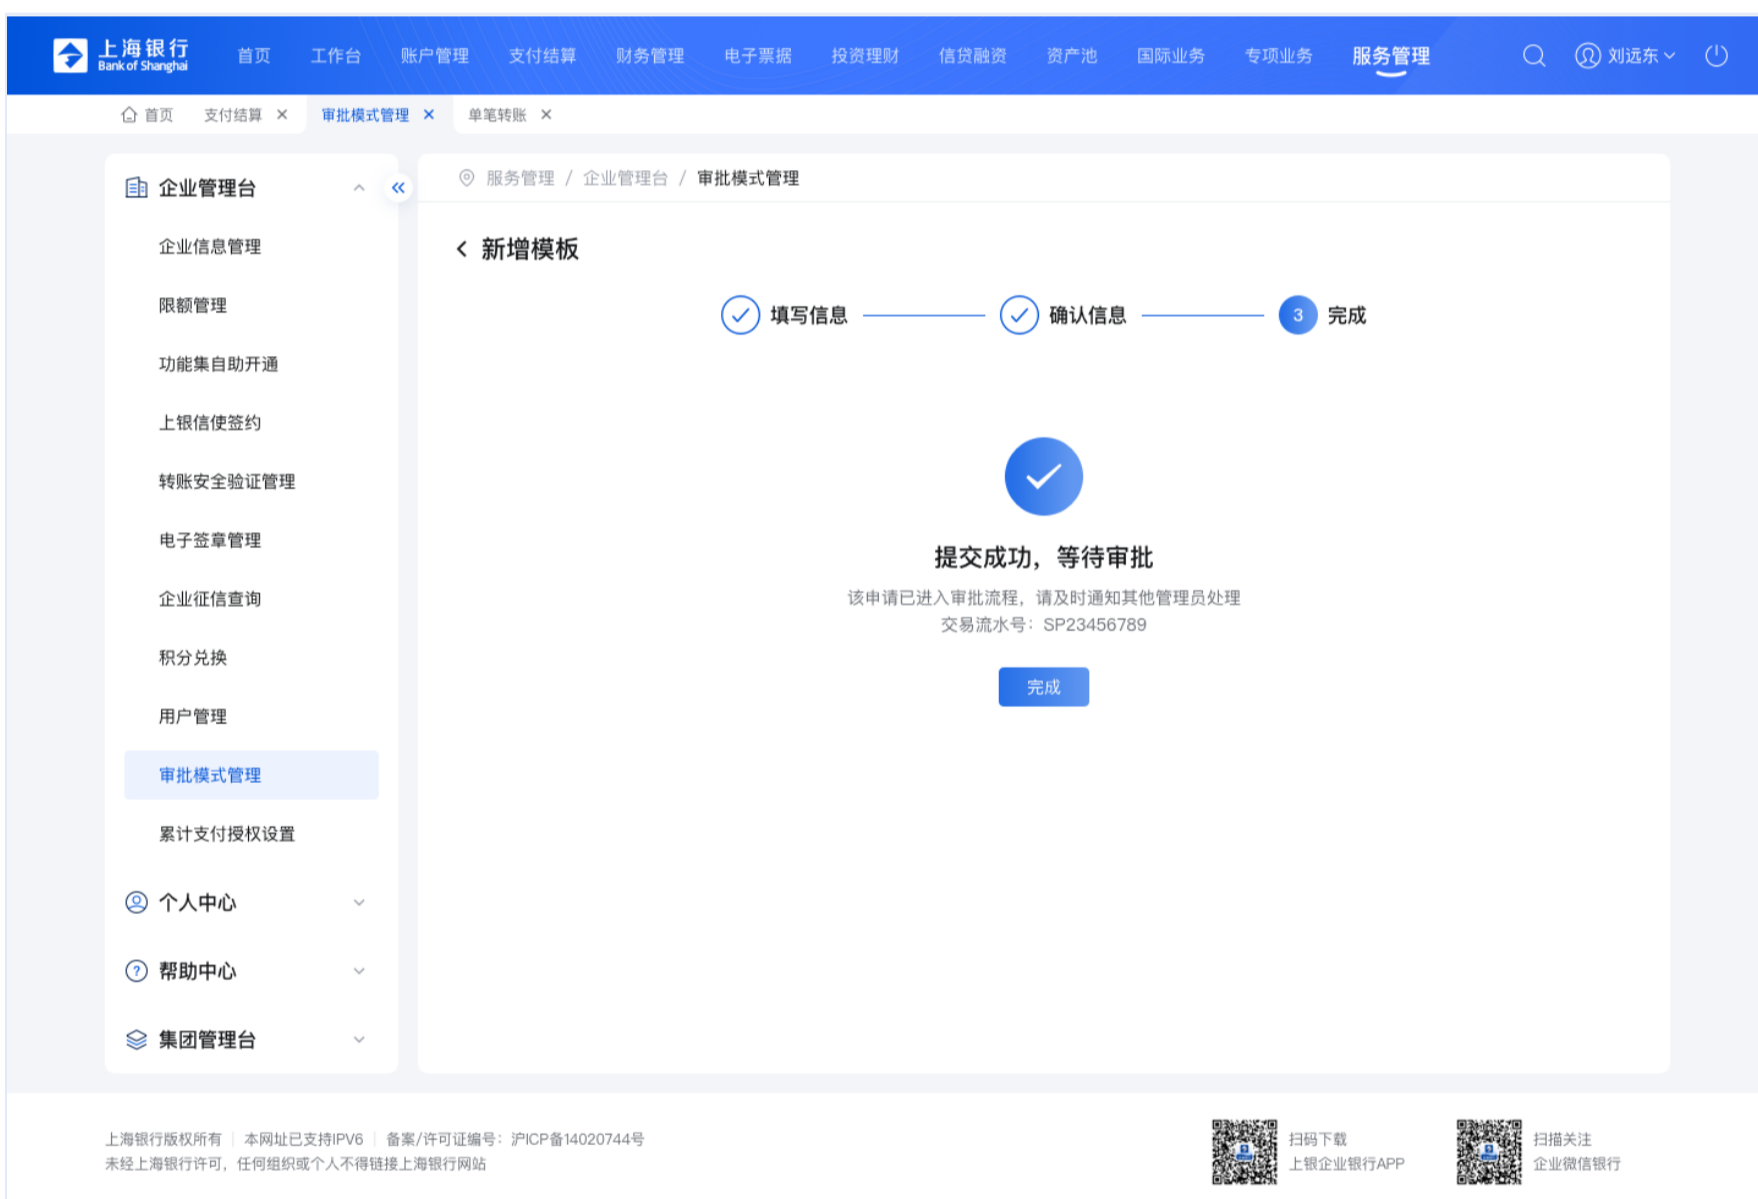 上海银行
Bank of Shanghai
首页 工作台 账户管理 支付结算 财务管理 电子票据 投资理财 信贷融资 资产池 国际业务 专项业务 服务管理 刘远东
首页 支付结算 审批模式管理 单笔转账
企业管理台
企业信息管理
限额管理
功能集自助开通
上银信使签约
转账安全验证管理
电子签章管理
企业征信查询
积分兑换
用户管理
审批模式管理
累计支付授权设置
个人中心
帮助中心
集团管理台
服务管理 / 企业管理台 / 审批模式管理
新增模板
填写信息 确认信息 3 完成
提交成功，等待审批
该申请已进入审批流程，请及时通知其他管理员处理
交易流水号：SP23456789
完成
上海银行版权所有 本网址已支持IPV6 备案/许可证编号：沪ICP备14020744号
未经上海银行许可，任何组织或个人不得链接上海银行网站
扫码下载
上银企业银行APP
扫描关注
企业微信银行